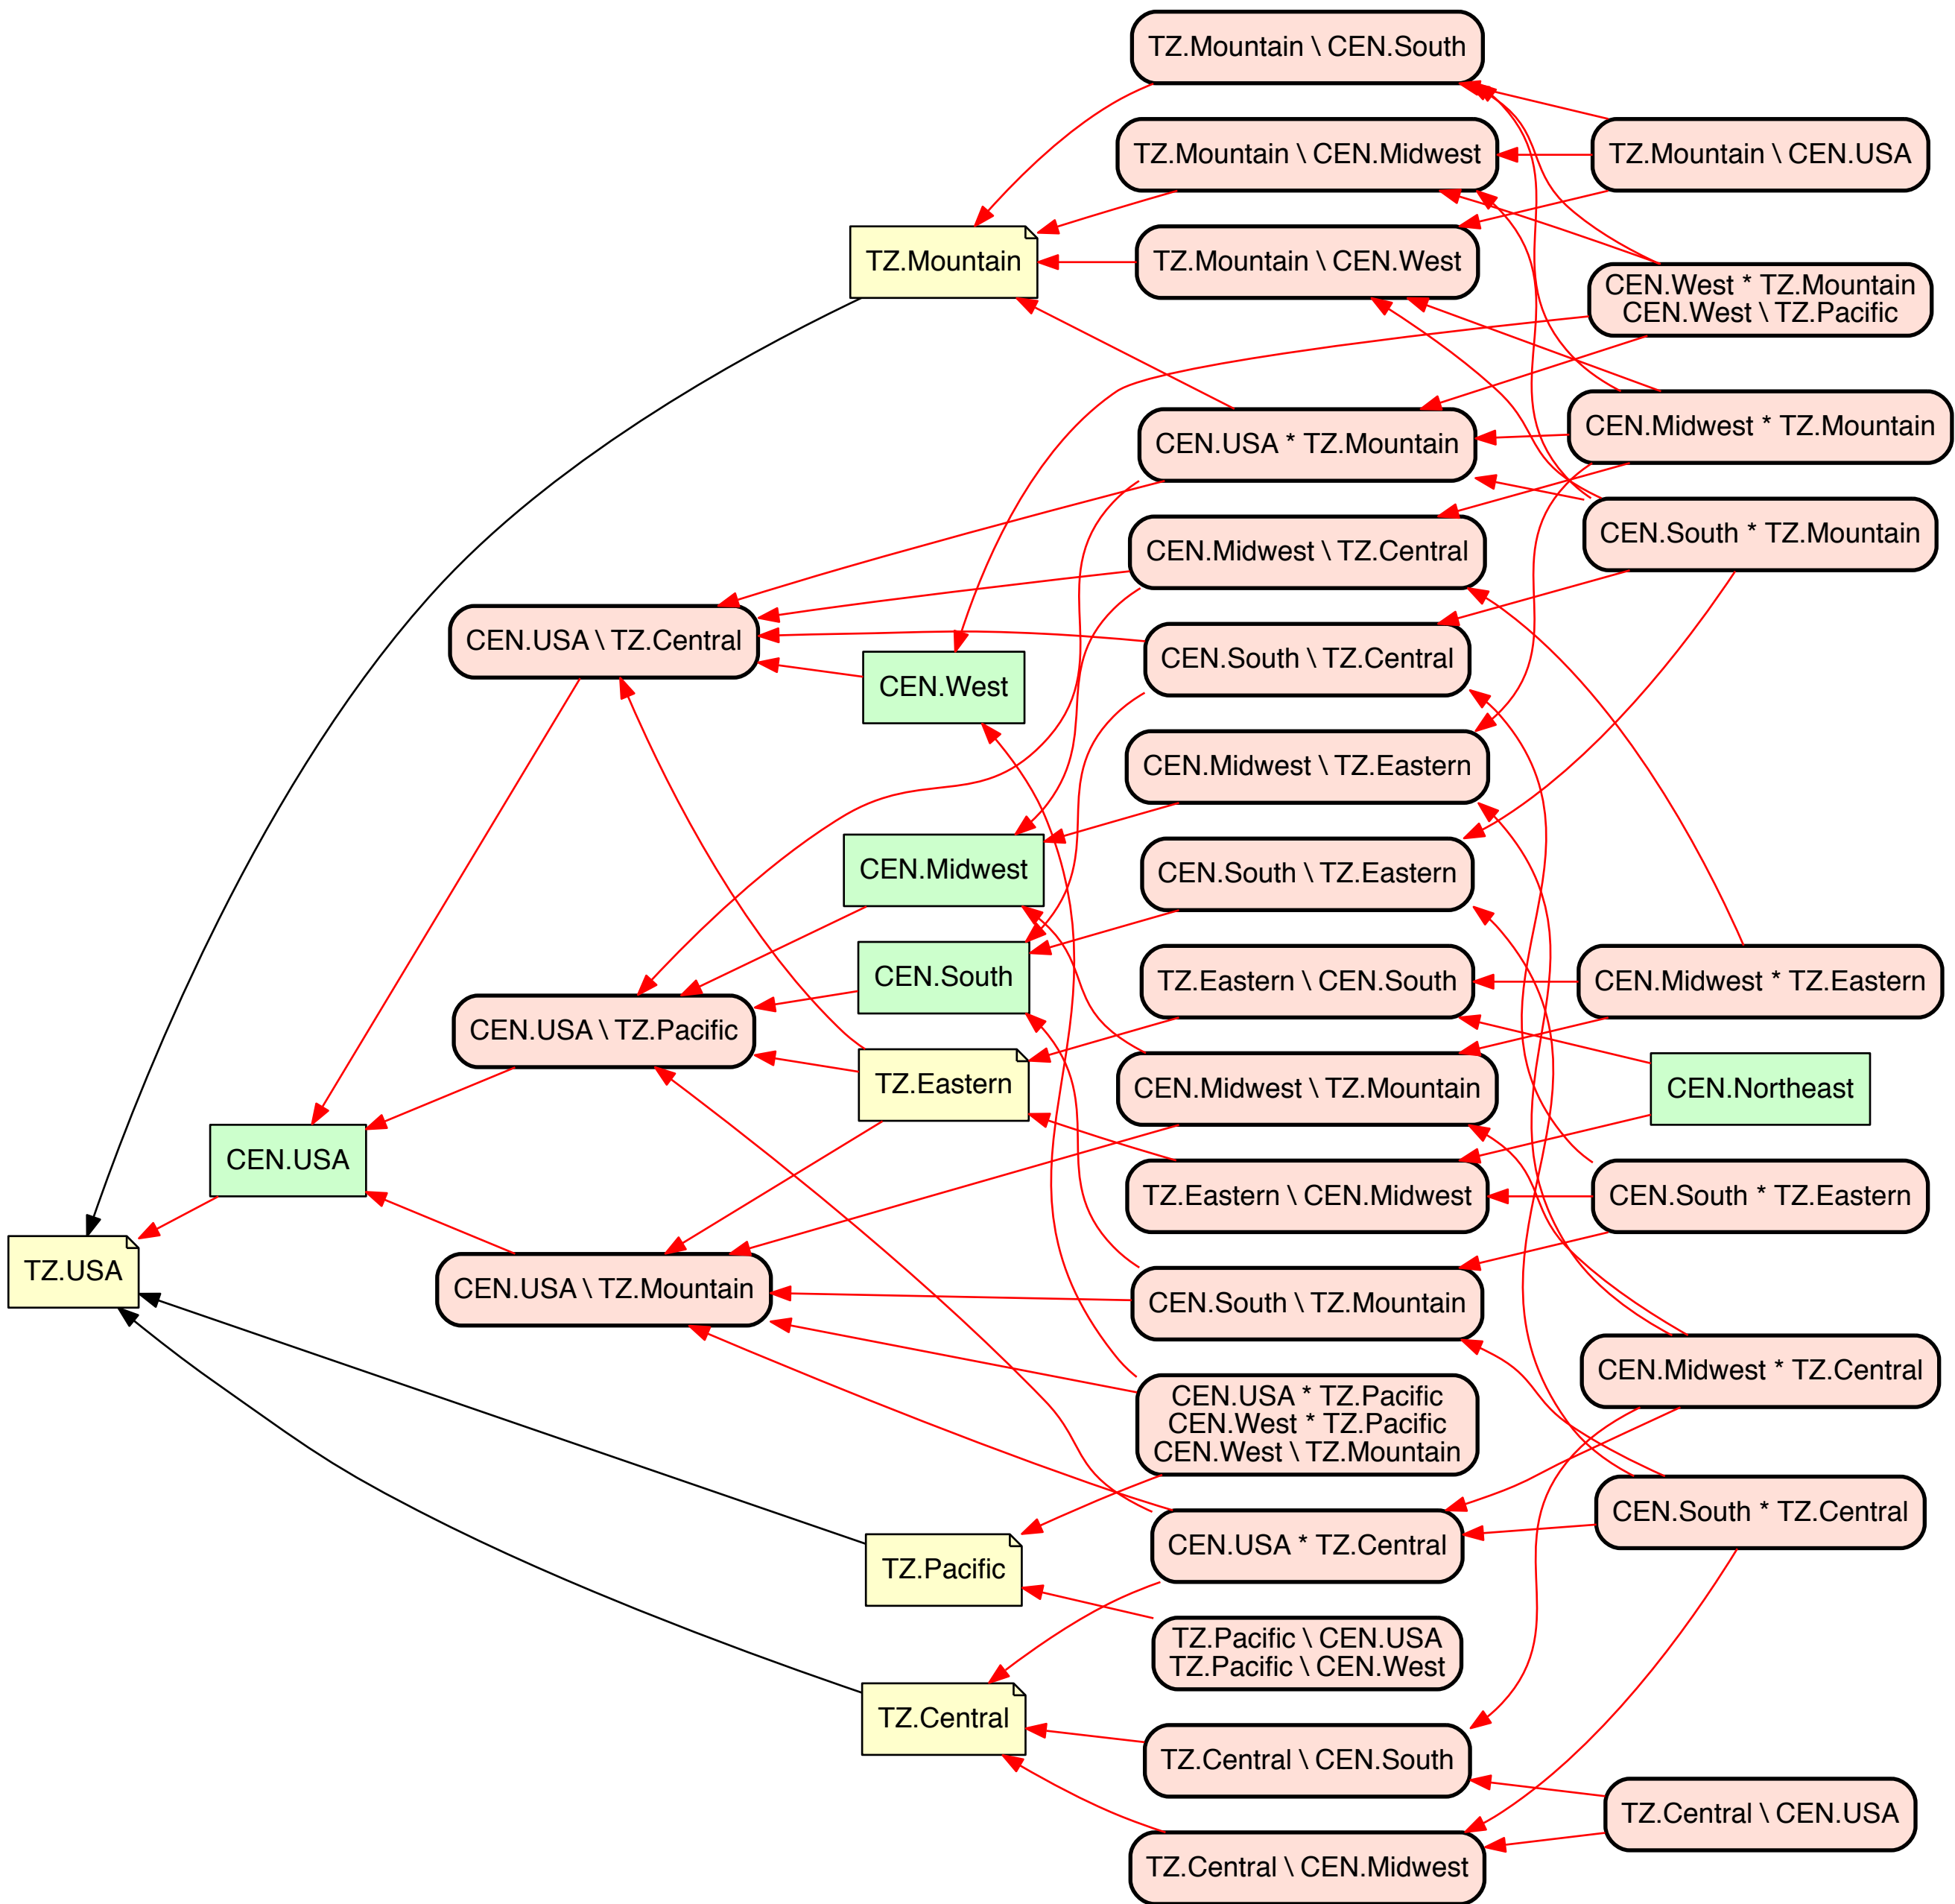 TZ.Mountain \ CEN.South
TZ.Mountain \ CEN.Midwest
TZ.Mountain \ CEN.USA
TZ.Mountain
TZ.Mountain \ CEN.West
CEN.West * TZ.Mountain
CEN.West \ TZ.Pacific
CEN.USA * TZ.Mountain
CEN.Midwest * TZ.Mountain
CEN.Midwest \ TZ.Central
CEN.South * TZ.Mountain
CEN.USA \ TZ.Central
CEN.West
CEN.South \ TZ.Central
CEN.Midwest \ TZ.Eastern
CEN.Midwest
CEN.South \ TZ.Eastern
CEN.South
TZ.Eastern \ CEN.South
CEN.Midwest * TZ.Eastern
CEN.USA \ TZ.Pacific
TZ.Eastern
CEN.Midwest \ TZ.Mountain
CEN.Northeast
CEN.USA
TZ.Eastern \ CEN.Midwest
CEN.South * TZ.Eastern
TZ.USA
CEN.USA \ TZ.Mountain
CEN.South \ TZ.Mountain
CEN.Midwest * TZ.Central
CEN.USA * TZ.Pacific
CEN.West * TZ.Pacific
CEN.West \ TZ.Mountain
CEN.South * TZ.Central
TZ.Pacific
CEN.USA * TZ.Central
TZ.Pacific \ CEN.USA
TZ.Pacific \ CEN.West
TZ.Central
TZ.Central \ CEN.South
TZ.Central \ CEN.USA
TZ.Central \ CEN.Midwest